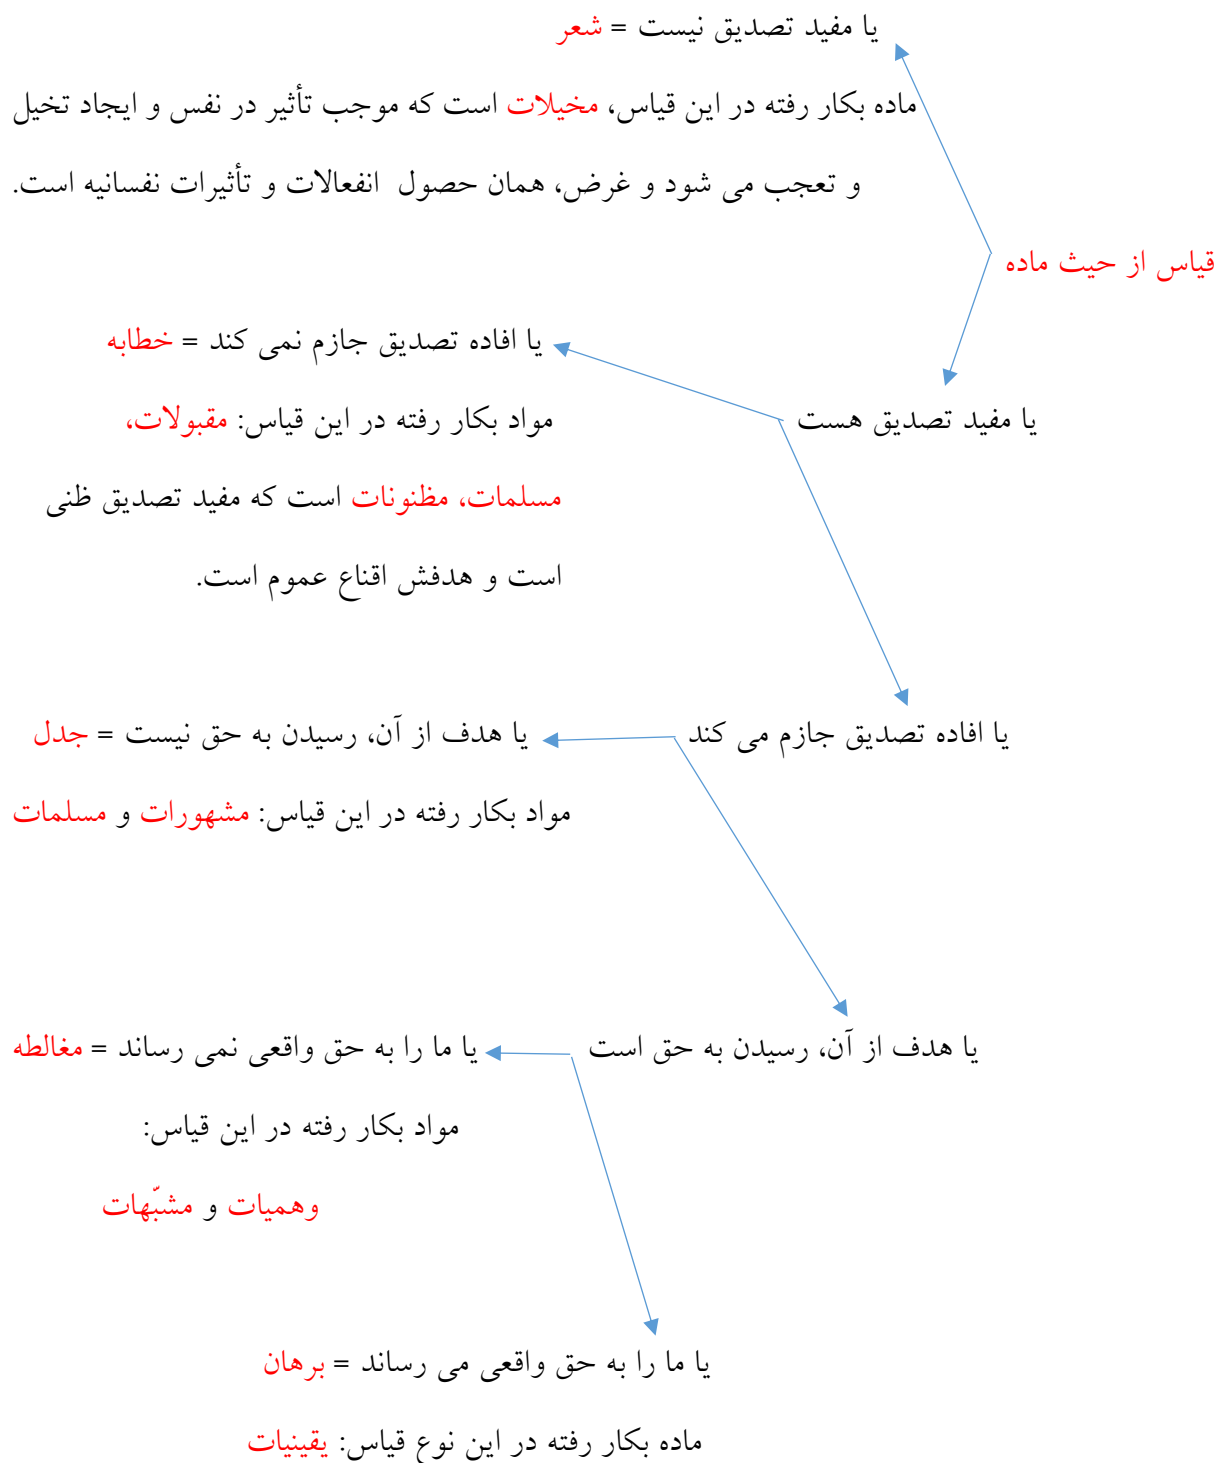 یا مفید تصدیق نیست = شعر
ماده بکار رفته در این قیاس، مخیلات است که موجب تأثیر در نفس و ایجاد تخیل
و تعجب می شود و غرض، همان حصول انفعالات و تأثیرات نفسانیه است.
قیاس از حیث ماده
یا افاده تصدیق جازم نمی کند = خطابه
یا مفید تصدیق هست
مواد بکار رفته در این قیاس: مقبولات،
مسلمات، مظنونات است که مفید تصدیق ظنی
است و هدفش اقناع عموم است.
یا افاده تصدیق جازم می کند
یا هدف از آن، رسیدن به حق نیست = جدل
مواد بکار رفته در این قیاس: مشهورات و مسلمات
یا هدف از آن، رسیدن به حق است
یا ما را به حق واقعی نمی رساند = مغالطه
مواد بکار رفته در این قیاس:
وهمیات و مشبّهات
یا ما را به حق واقعی می رساند = برهان
ماده بکار رفته در این نوع قیاس: یقینیات